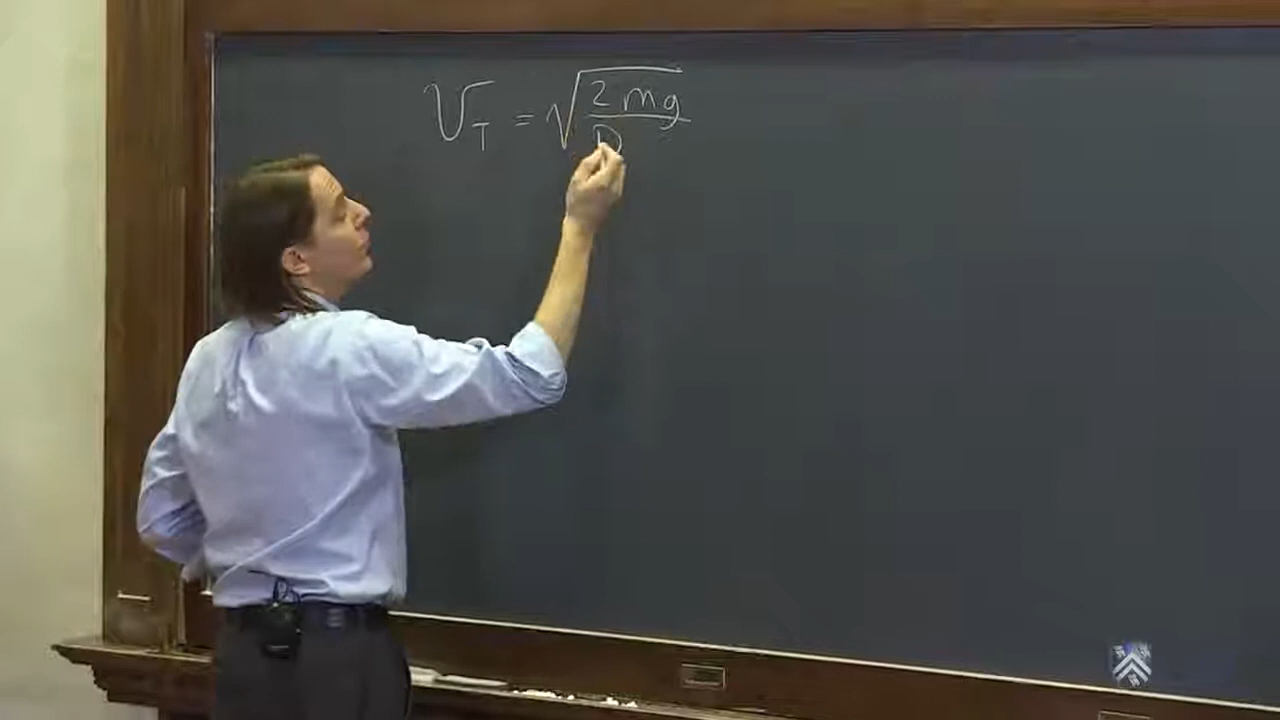 V_T = √(2mg / D)